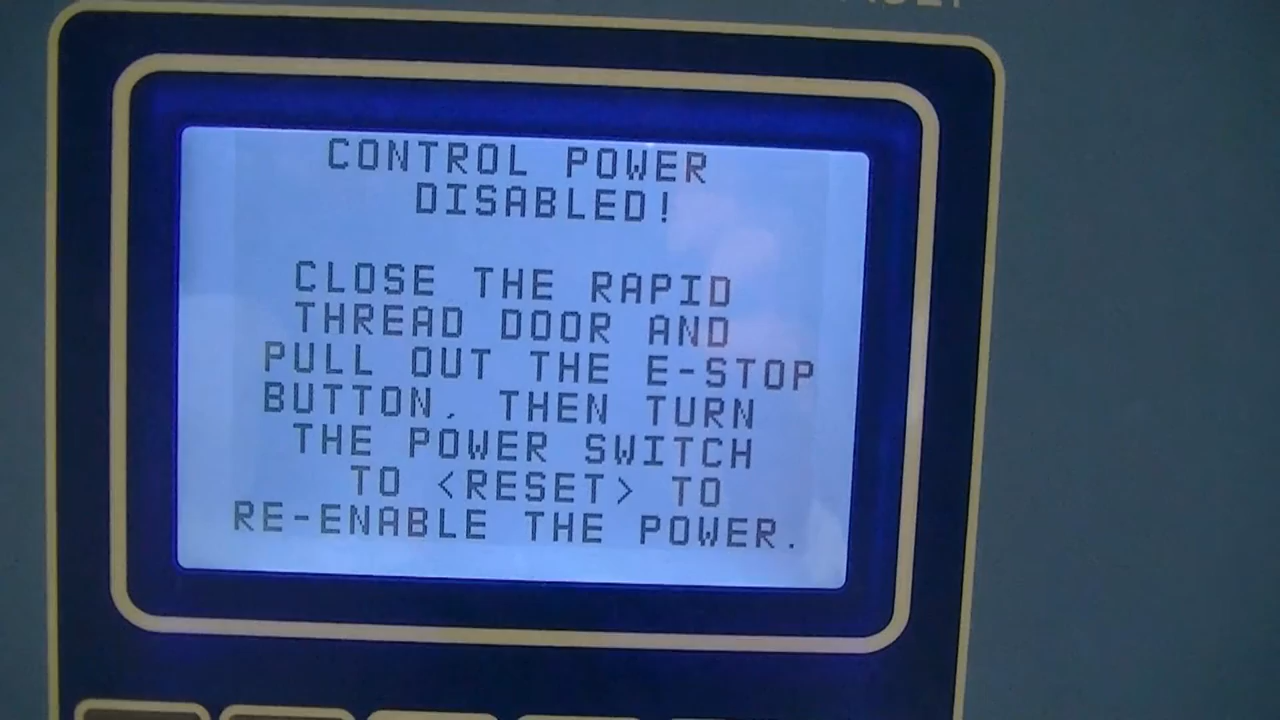 CONTROL POWER
DISABLED!
CLOSE THE RAPID
THREAD DOOR AND
PULL OUT THE E-STOP
BUTTON, THEN TURN
THE POWER SWITCH
TO <RESET> TO
RE-ENABLE THE POWER.